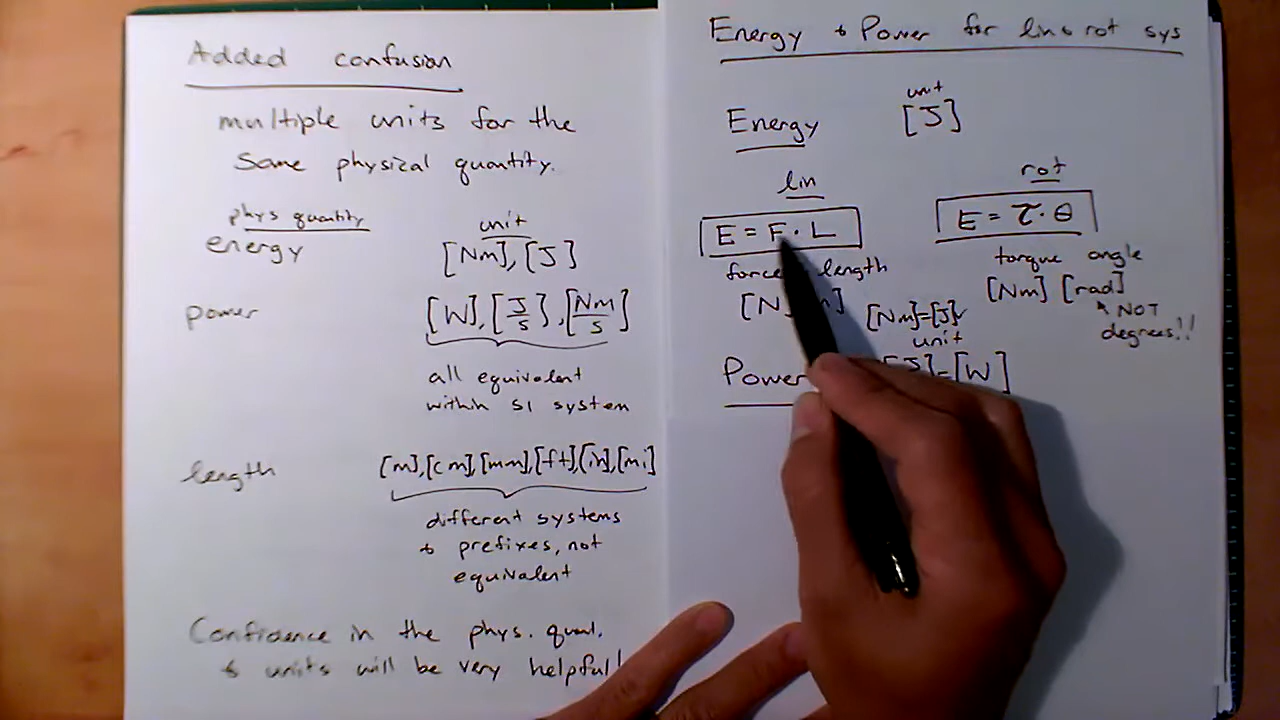 Added confusion
multiple units for the
same physical quantity.
phys quantity unit
energy [Nm], [J]
power [W], [J/s], [Nm/s]
all equivalent
within SI system
length [m],[cm],[mm],[ft],[in],[mi]
different systems
& prefixes, not
equivalent
Confidence in the phys. quant.
& units will be very helpful!
Energy & Power for lin & rot sys
unit
Energy [J]
lin rot
E = F · L E = τ · θ
force length torque angle
[N] [Nm] [rad]
[Nm]=[J] NOT
degrees!!
unit
Power =[W]